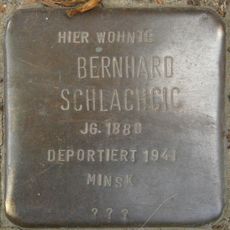 HIER WOHNTE
BERNHARD
SCHLACHCIC
JG. 1880
DEPORTIERT 1941
MINSK
???